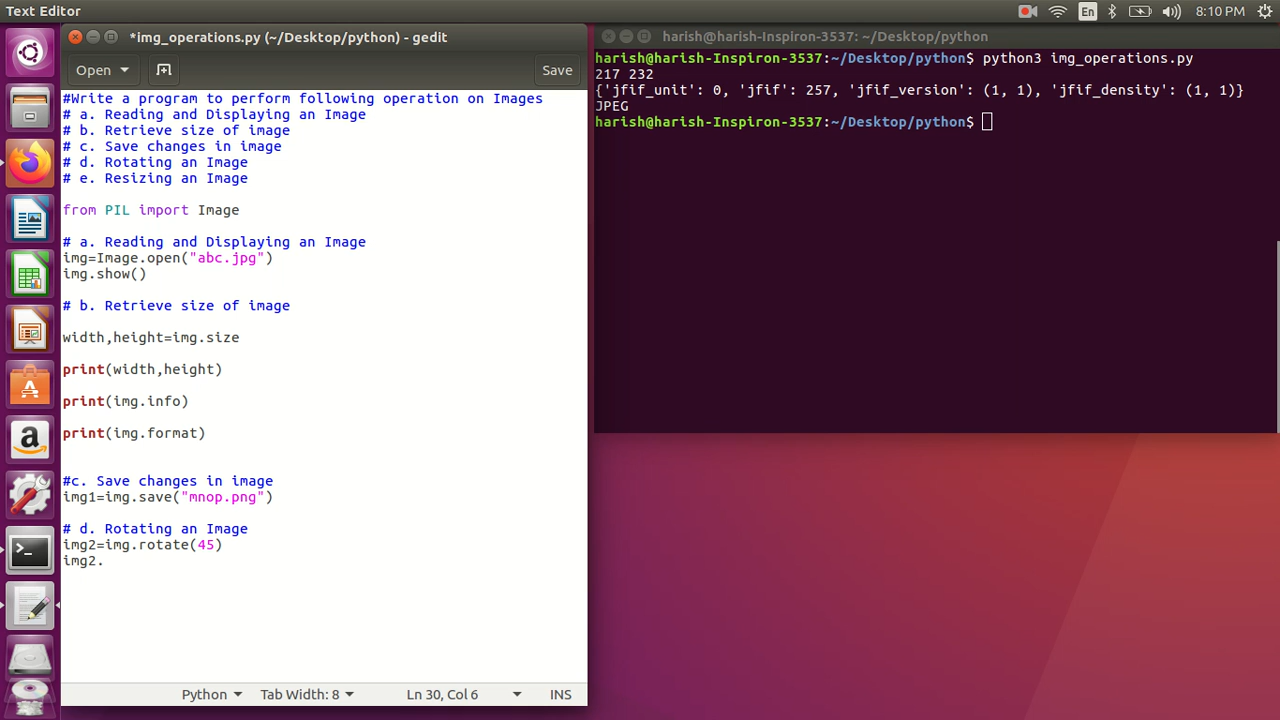 Text Editor
En
8:10 PM
*img_operations.py (~/Desktop/python) - gedit
Open
Save
#Write a program to perform following operation on Images
# a. Reading and Displaying an Image
# b. Retrieve size of image
# c. Save changes in image
# d. Rotating an Image
# e. Resizing an Image
from PIL import Image
# a. Reading and Displaying an Image
img=Image.open("abc.jpg")
img.show()
# b. Retrieve size of image
width,height=img.size
print(width,height)
print(img.info)
print(img.format)
#c. Save changes in image
img1=img.save("mnop.png")
# d. Rotating an Image
img2=img.rotate(45)
img2.
Python
Tab Width: 8
Ln 30, Col 6
INS
harish@harish-Inspiron-3537: ~/Desktop/python
harish@harish-Inspiron-3537:~/Desktop/python$ python3 img_operations.py
217 232
{'jfif_unit': 0, 'jfif': 257, 'jfif_version': (1, 1), 'jfif_density': (1, 1)}
JPEG
harish@harish-Inspiron-3537:~/Desktop/python$